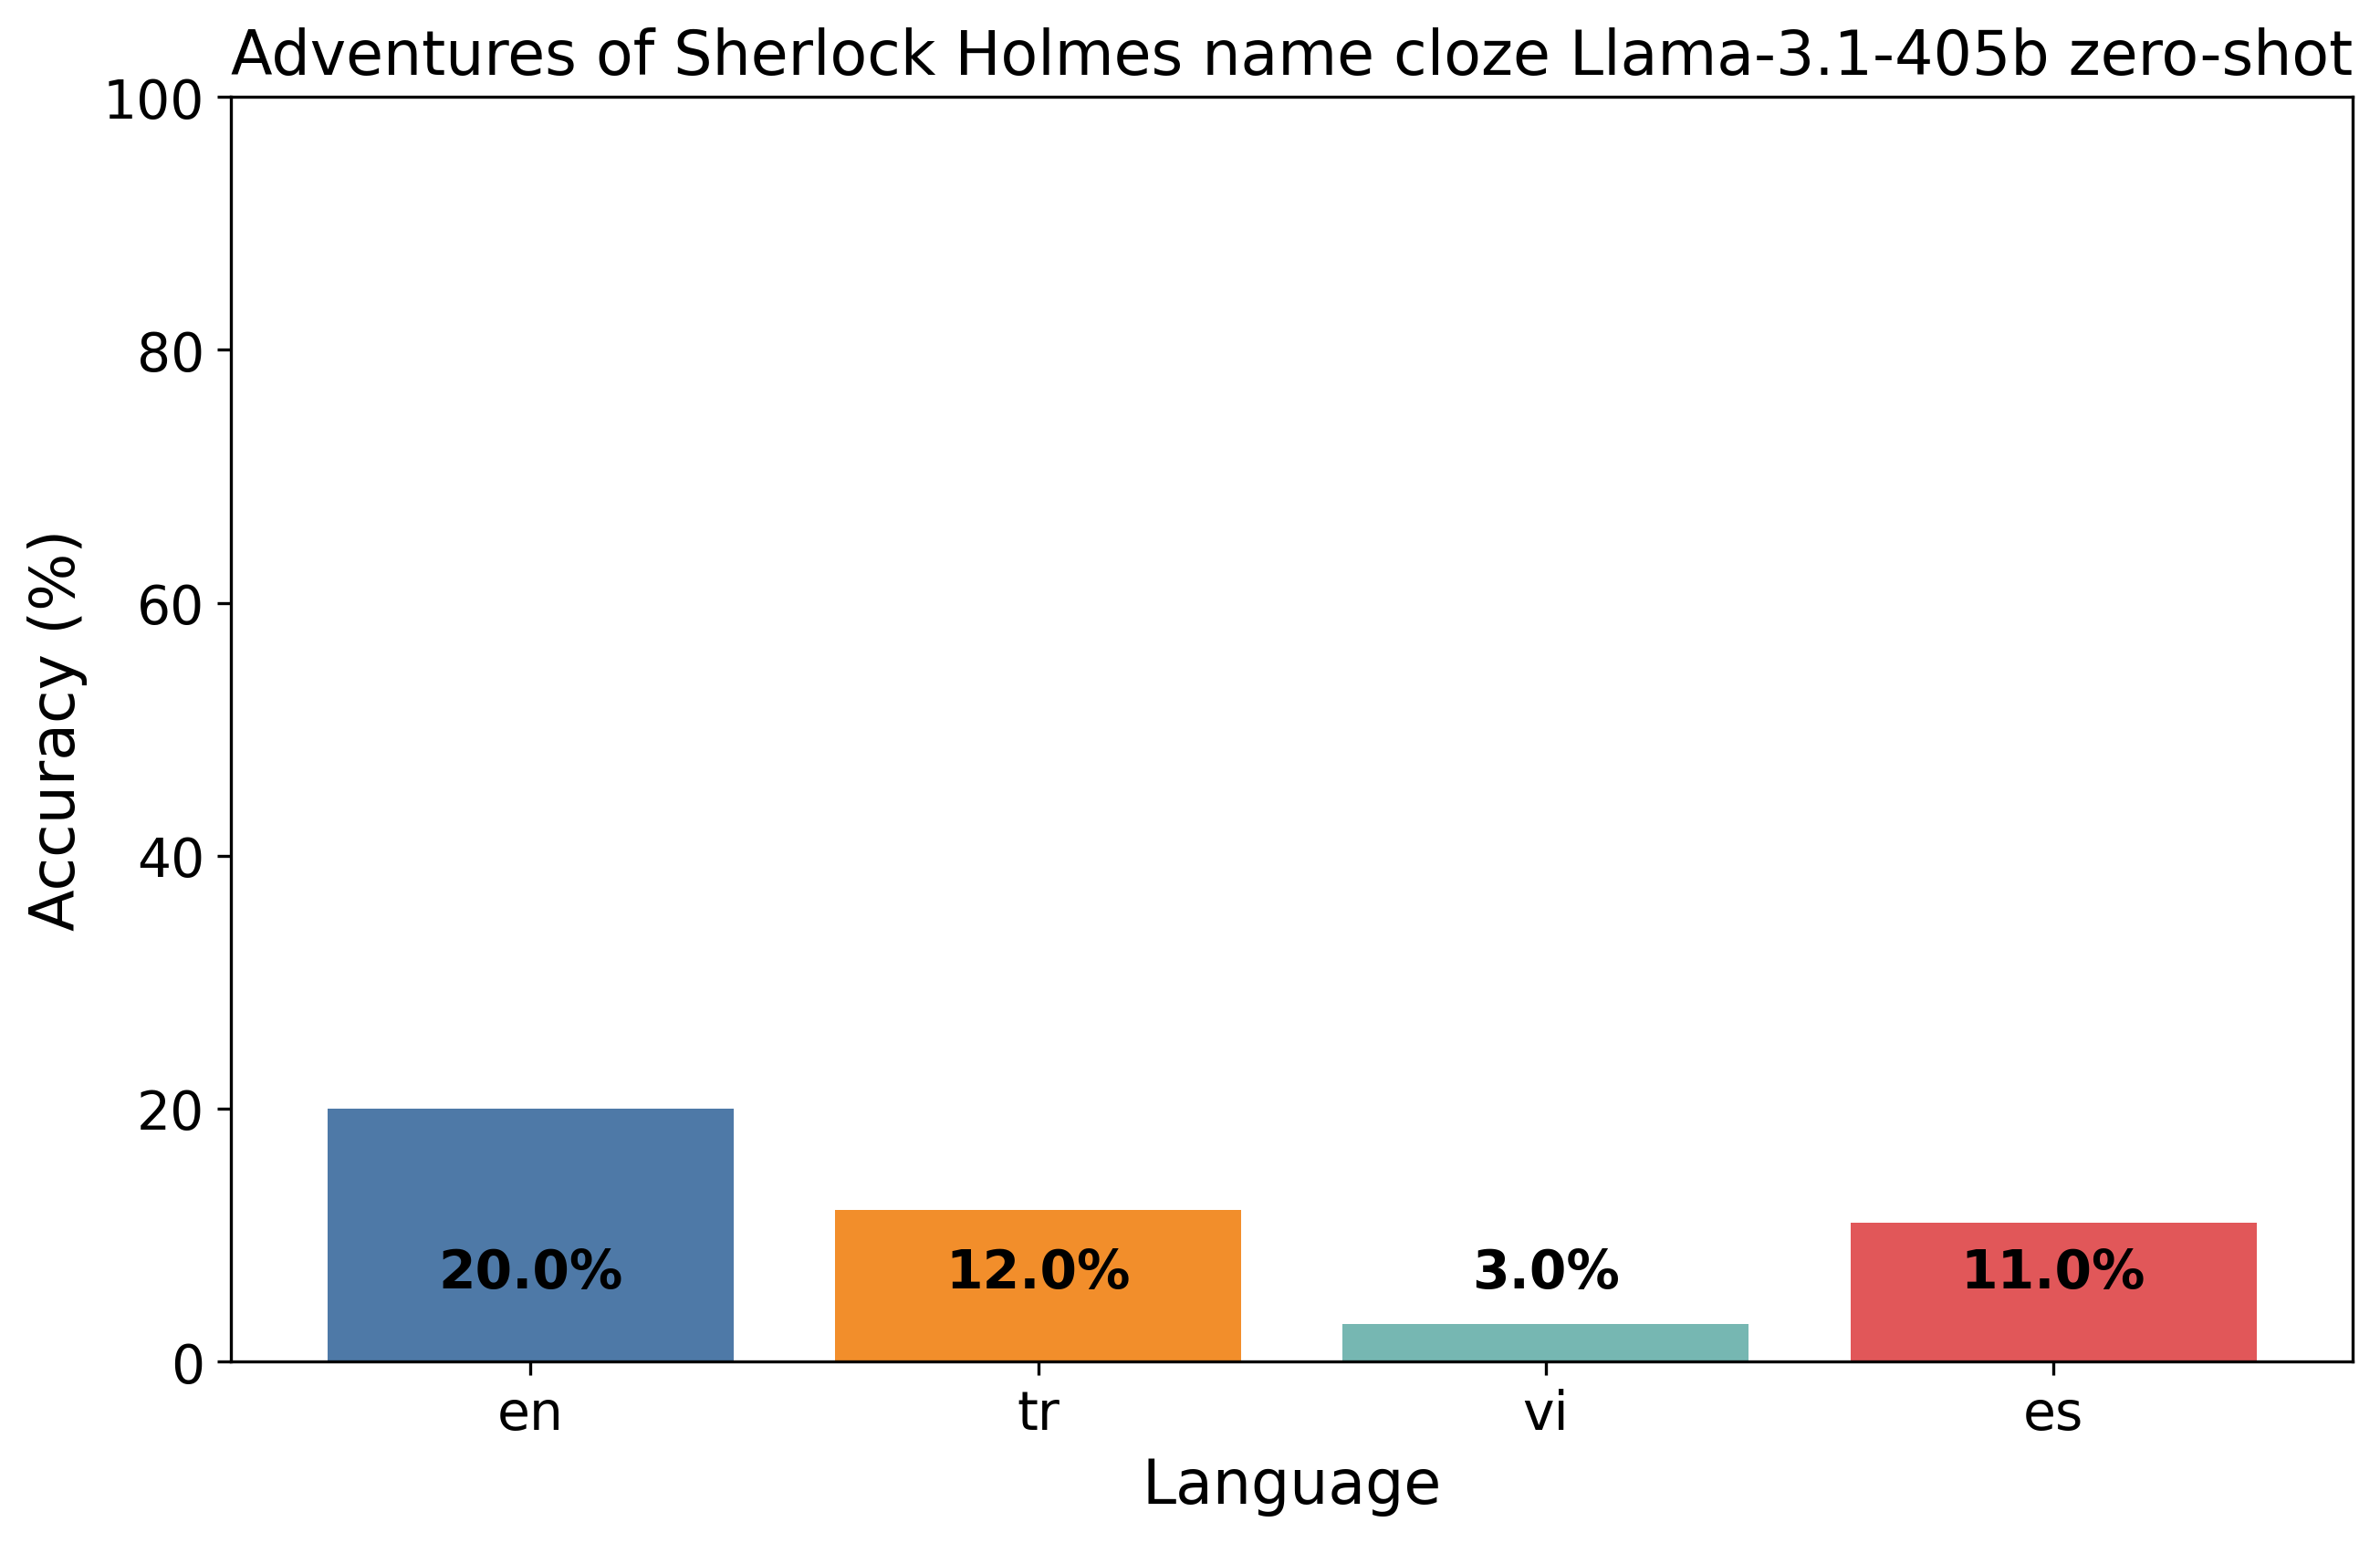 Adventures of Sherlock Holmes name cloze Llama-3.1-405b zero-shot
Accuracy (%)
100
80
60
40
20
0
20.0%
12.0%
3.0%
11.0%
en
tr
vi
es
Language